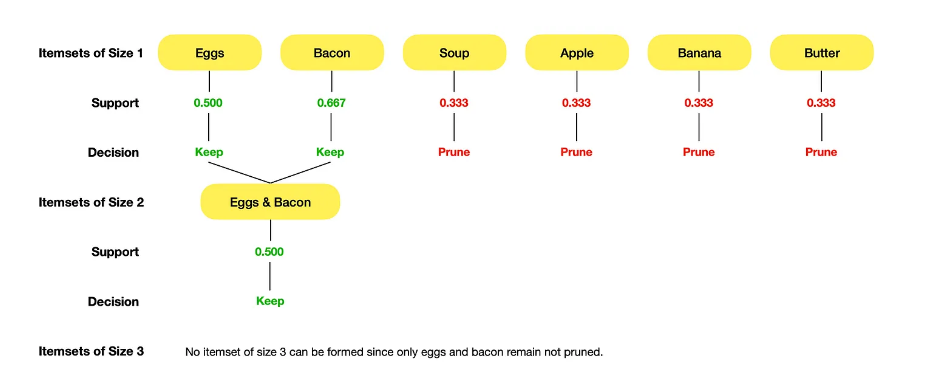 Itemsets of Size 1 Eggs Bacon Soup Apple Banana Butter
Support 0.500 0.667 0.333 0.333 0.333 0.333
Decision Keep Keep Prune Prune Prune Prune
Itemsets of Size 2 Eggs & Bacon
Support 0.500
Decision Keep
Itemsets of Size 3 No itemset of size 3 can be formed since only eggs and bacon remain not pruned.